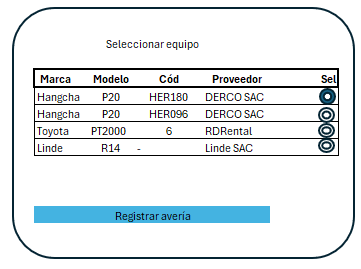 Seleccionar equipo
Marca Modelo Cód Proveedor Sel
Hangcha P20 HER180 DERCO SAC
Hangcha P20 HER096 DERCO SAC
Toyota PT2000 6 RDRental
Linde R14 - Linde SAC
Registrar avería